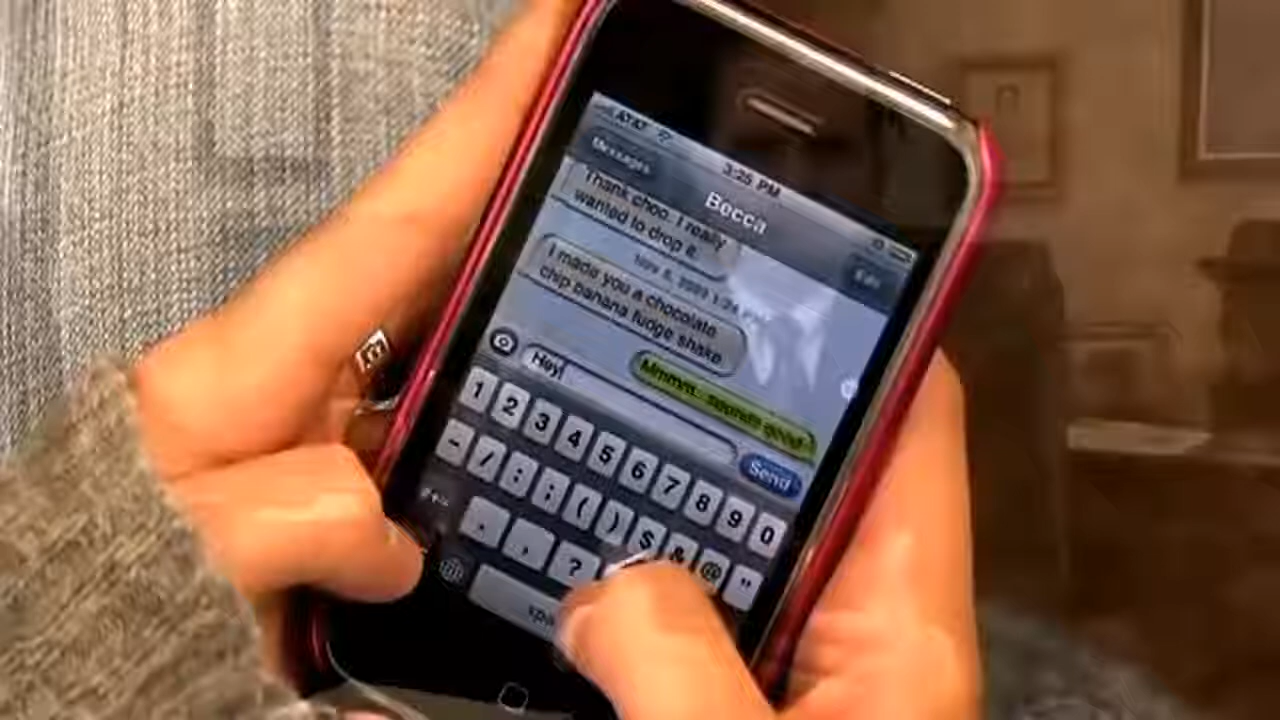 AT&T
3:25 PM
Messages
Becca
Edit
Thank choo. I really
wanted to drop it.
Nov 5, 2009 1:24 PM
I made you a chocolate
chip banana fudge shake
Mmmm.. sounds good
Hey!
Send
1 2 3 4 5 6 7 8 9 0
- / : ; ( ) $ & @ "
#+= . , ?